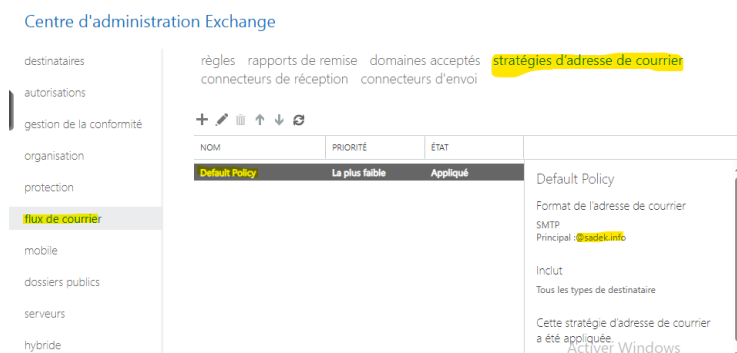 Centre d'administration Exchange
destinataires
autorisations
gestion de la conformité
organisation
protection
flux de courrier
mobile
dossiers publics
serveurs
hybride
règles rapports de remise domaines acceptés stratégies d'adresse de courrier
connecteurs de réception connecteurs d'envoi
NOM PRIORITÉ ÉTAT
Default Policy La plus faible Appliqué
Default Policy
Format de l'adresse de courrier
SMTP
Principal :@sadek.info
Inclut
Tous les types de destinataire
Cette stratégie d'adresse de courrier
a été appliquée.
Activer Windows